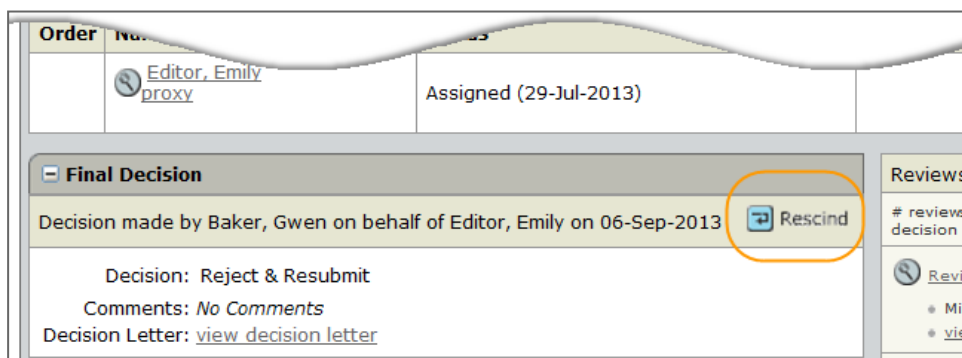 Order
Editor, Emily
proxy
Assigned (29-Jul-2013)
Final Decision
Decision made by Baker, Gwen on behalf of Editor, Emily on 06-Sep-2013
Rescind
Decision: Reject & Resubmit
Comments: No Comments
Decision Letter: view decision letter
Reviews
# reviews
decision